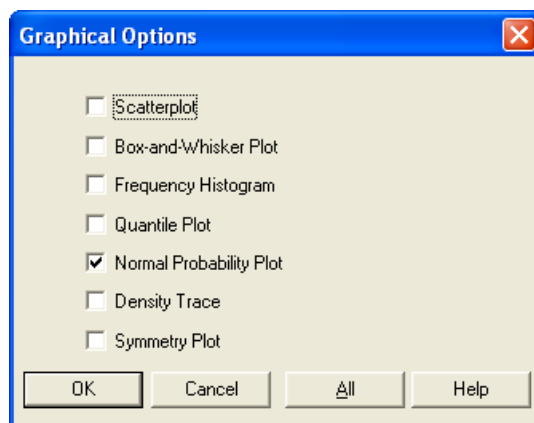 Graphical Options
Scatterplot
Box-and-Whisker Plot
Frequency Histogram
Quantile Plot
Normal Probability Plot
Density Trace
Symmetry Plot
OK Cancel All Help